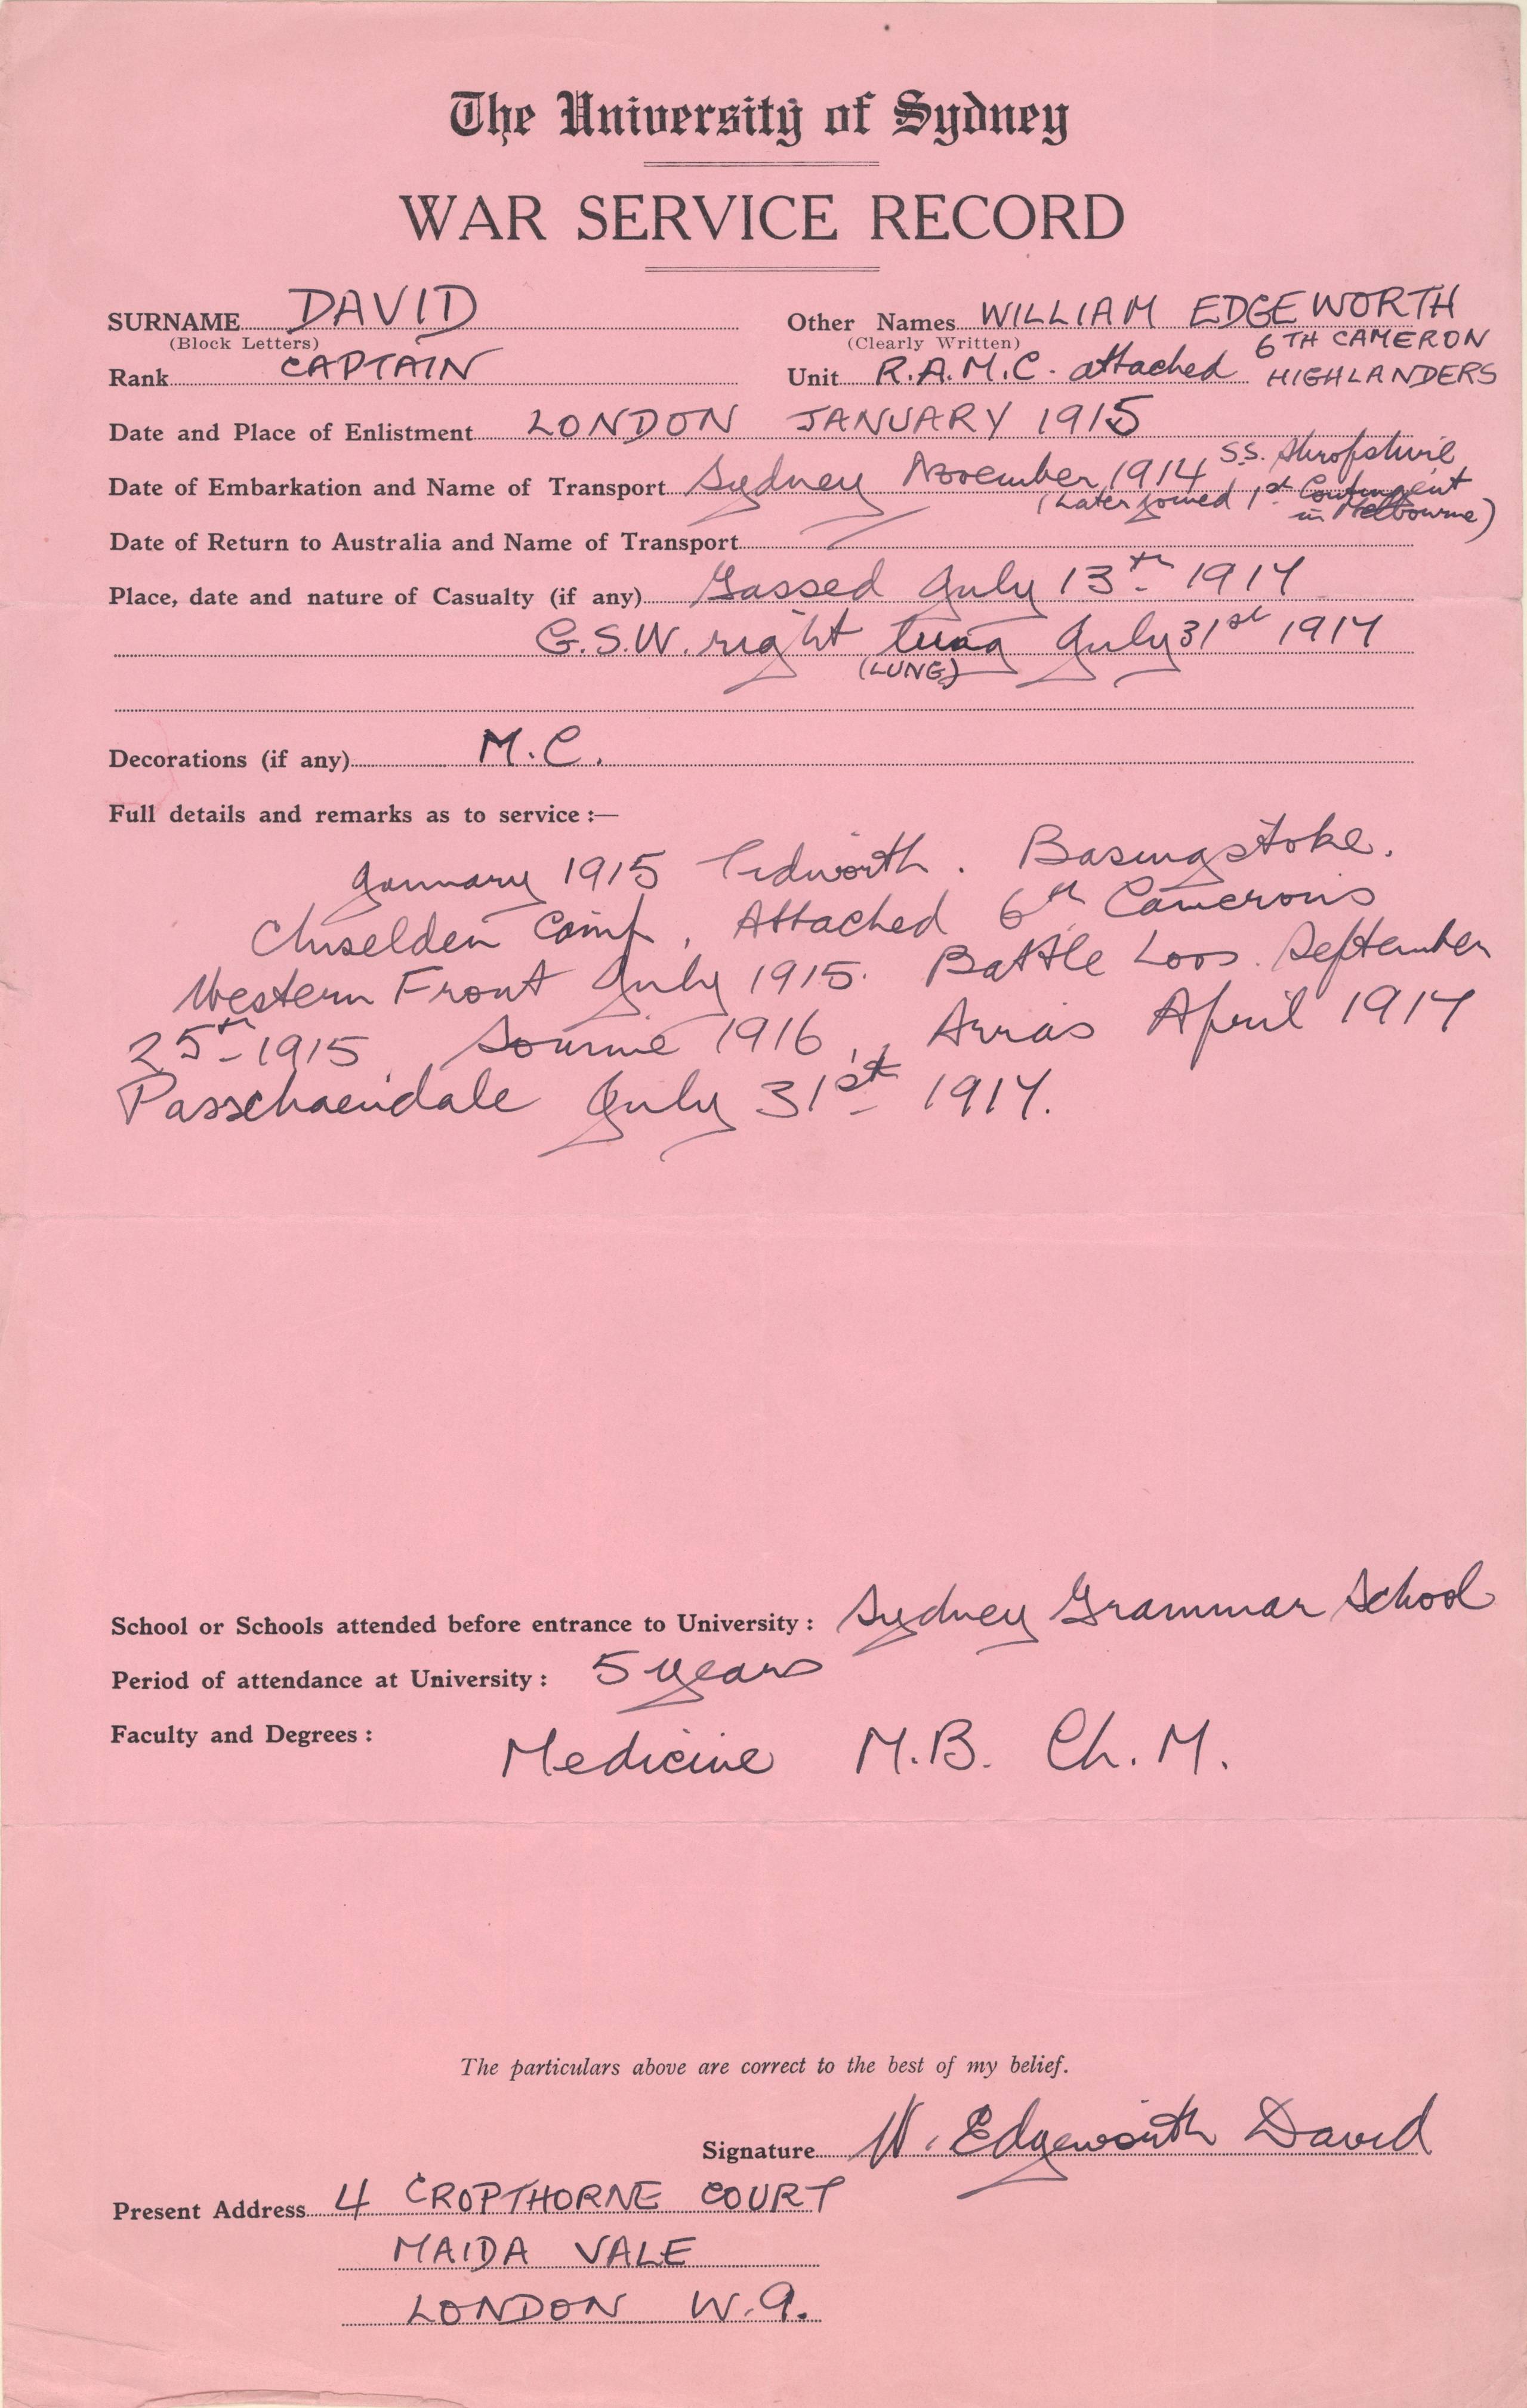 The University of Sydney
WAR SERVICE RECORD
SURNAME DAVID Other Names WILLIAM EDGEWORTH
(Block Letters) (Clearly Written)
Rank CAPTAIN Unit R.A.M.C. attached 6TH CAMERON
HIGHLANDERS
Date and Place of Enlistment LONDON JANUARY 1915
Date of Embarkation and Name of Transport Sydney November 1914 S.S. Shropshire
(Later joined 1st Contingent
in Melbourne)
Date of Return to Australia and Name of Transport
Place, date and nature of Casualty (if any) Gassed July 13th 1917
G.S.W. right lung July 31st 1917
(LUNG)
Decorations (if any) M.C.
Full details and remarks as to service :—
January 1915 Tidworth. Basingstoke.
Chiselden Camp, Attached 6th Camerons
Western Front July 1915. Battle Loos. September
25th 1915 Somme 1916, Arras April 1917
Passchaendale July 31st 1917.
School or Schools attended before entrance to University : Sydney Grammar School
Period of attendance at University : 5 years
Faculty and Degrees : Medicine M.B. Ch.M.
The particulars above are correct to the best of my belief.
Signature W. Edgeworth David
Present Address 4 CROPTHORNE COURT
MAIDA VALE
LONDON W.9.